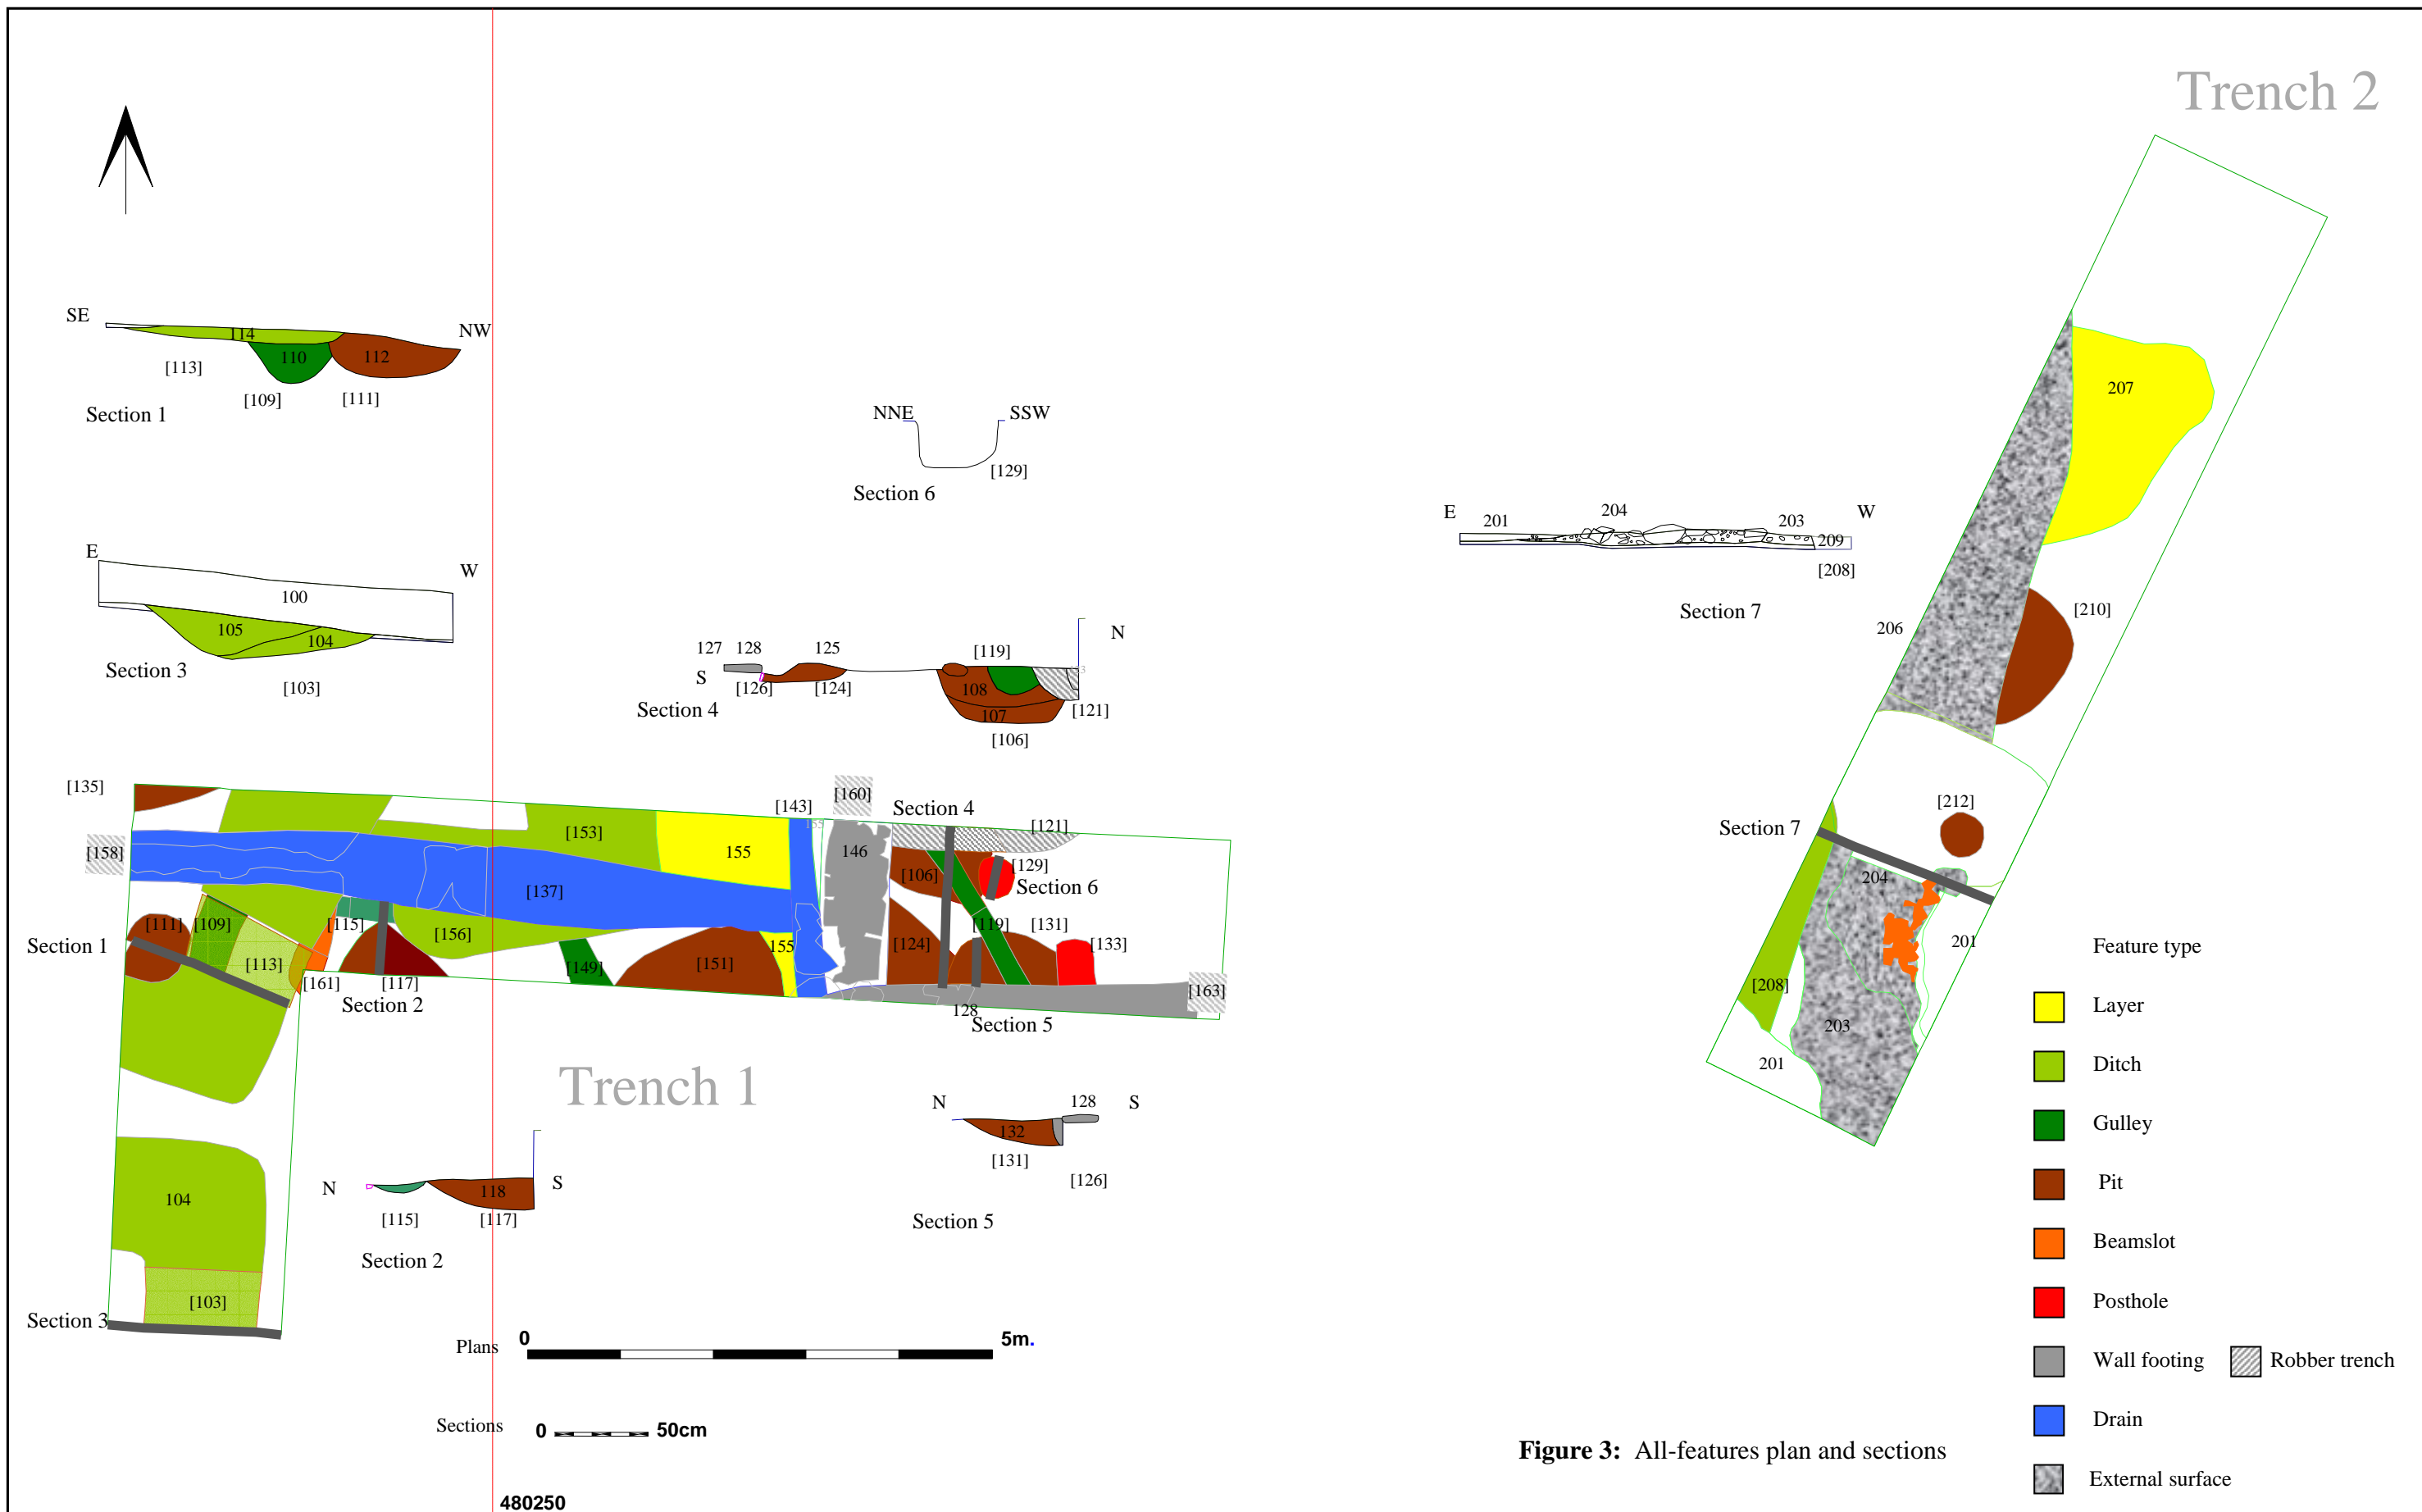 Trench 2
SE
NW
114
110
112
[113]
[109]
[111]
Section 1
NNE
SSW
[129]
Section 6
E
W
100
105
104
Section 3
[103]
E
201
204
203
W
209
[208]
Section 7
127
128
125
[119]
N
S
[126]
[124]
108
107
[121]
Section 4
[106]
207
[210]
206
[212]
Section 7
204
201
[208]
203
201
[135]
[158]
[143]
[160]
Section 4
[121]
[153]
155
155
146
[106]
[129]
Section 6
[137]
[111]
[109]
[115]
[156]
[119]
[131]
Section 1
[113]
[161]
[117]
Section 2
[149]
[151]
155
[124]
[133]
[163]
128
Section 5
Trench 1
104
[103]
Section 3
N
S
118
[115]
[117]
Section 2
N
128
S
132
[131]
[126]
Section 5
Plans
0
5m.
Sections
0
50cm
480250
Feature type
Layer
Ditch
Gulley
Pit
Beamslot
Posthole
Wall footing
Robber trench
Drain
External surface
Figure 3: All-features plan and sections